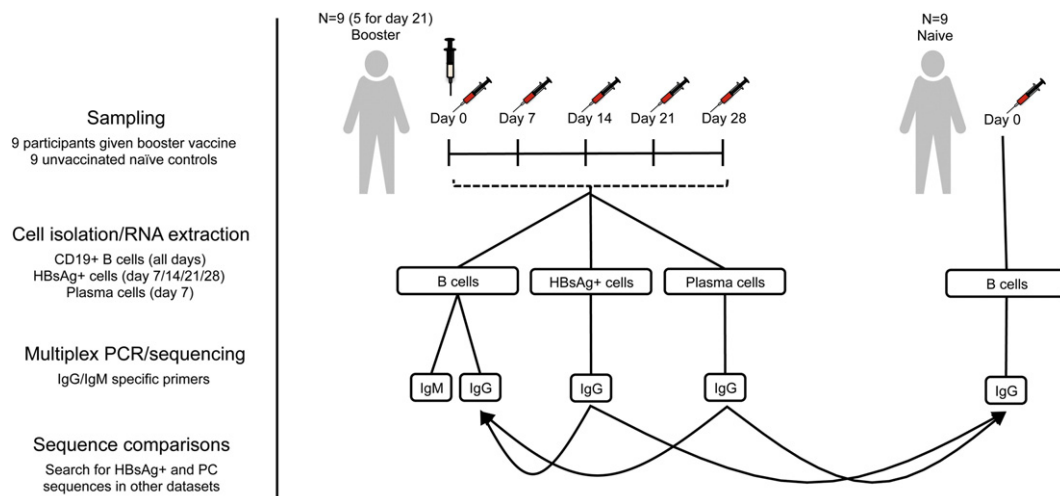 N=9 (5 for day 21)
Booster
N=9
Naive
Day 0
Day 7
Day 14
Day 21
Day 28
Day 0
Sampling
9 participants given booster vaccine
9 unvaccinated naïve controls
Cell isolation/RNA extraction
CD19+ B cells (all days)
HBsAg+ cells (day 7/14/21/28)
Plasma cells (day 7)
B cells
HBsAg+ cells
Plasma cells
B cells
Multiplex PCR/sequencing
IgG/IgM specific primers
IgM
IgG
IgG
IgG
IgG
Sequence comparisons
Search for HBsAg+ and PC
sequences in other datasets